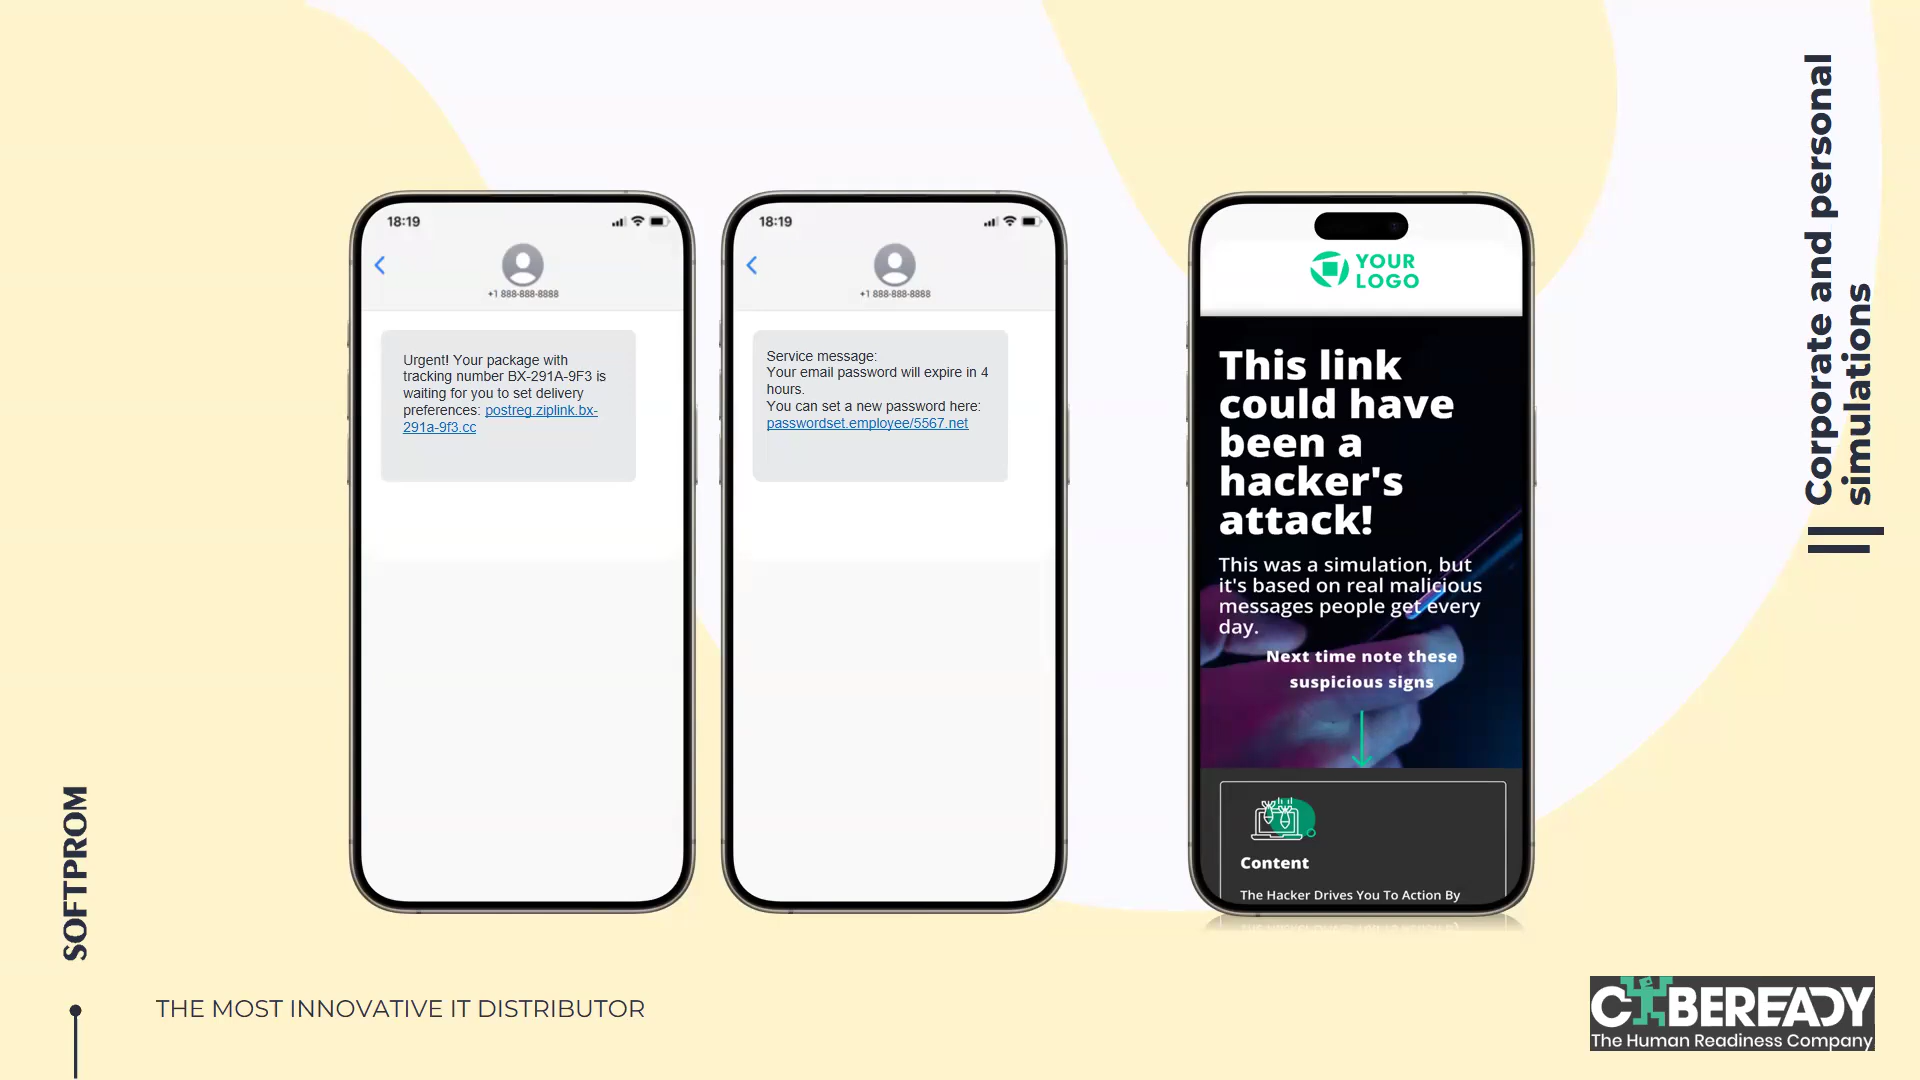 Corporate and personal
simulations
18:19
+1 888-888-8888
Urgent! Your package with
tracking number BX-291A-9F3 is
waiting for you to set delivery
preferences: postreg.ziplink.bx-
291a-9f3.cc
18:19
+1 888-888-8888
Service message:
Your email password will expire in 4
hours.
You can set a new password here:
passwordset.employee/5567.net
YOUR
LOGO
This link
could have
been a
hacker's
attack!
This was a simulation, but
it's based on real malicious
messages people get every
day.
Next time note these
suspicious signs
Content
The Hacker Drives You To Action By
SOFTPROM
THE MOST INNOVATIVE IT DISTRIBUTOR
CYBEREADY
The Human Readiness Company